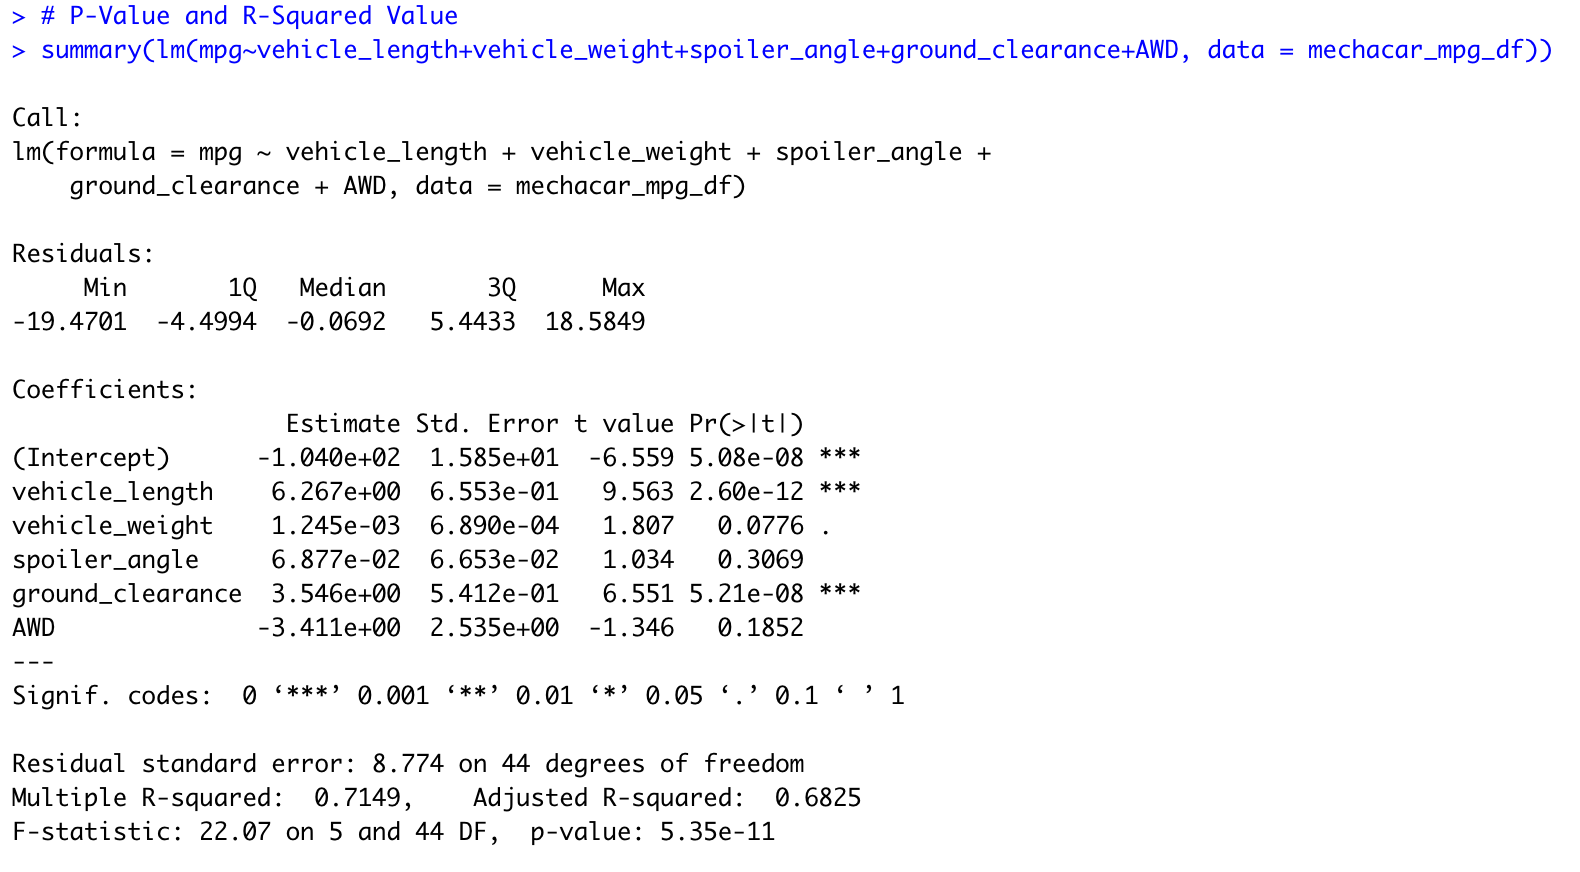 > # P-Value and R-Squared Value
> summary(lm(mpg~vehicle_length+vehicle_weight+spoiler_angle+ground_clearance+AWD, data = mechacar_mpg_df))
Call:
lm(formula = mpg ~ vehicle_length + vehicle_weight + spoiler_angle +
    ground_clearance + AWD, data = mechacar_mpg_df)
Residuals:
     Min       1Q   Median       3Q      Max
-19.4701  -4.4994  -0.0692   5.4433  18.5849
Coefficients:
                   Estimate Std. Error t value Pr(>|t|)
(Intercept)      -1.040e+02  1.585e+01  -6.559 5.08e-08 ***
vehicle_length    6.267e+00  6.553e-01   9.563 2.60e-12 ***
vehicle_weight    1.245e-03  6.890e-04   1.807   0.0776 .
spoiler_angle     6.877e-02  6.653e-02   1.034   0.3069
ground_clearance  3.546e+00  5.412e-01   6.551 5.21e-08 ***
AWD              -3.411e+00  2.535e+00  -1.346   0.1852
---
Signif. codes:  0 ‘***’ 0.001 ‘**’ 0.01 ‘*’ 0.05 ‘.’ 0.1 ‘ ’ 1
Residual standard error: 8.774 on 44 degrees of freedom
Multiple R-squared:  0.7149,    Adjusted R-squared:  0.6825
F-statistic: 22.07 on 5 and 44 DF,  p-value: 5.35e-11